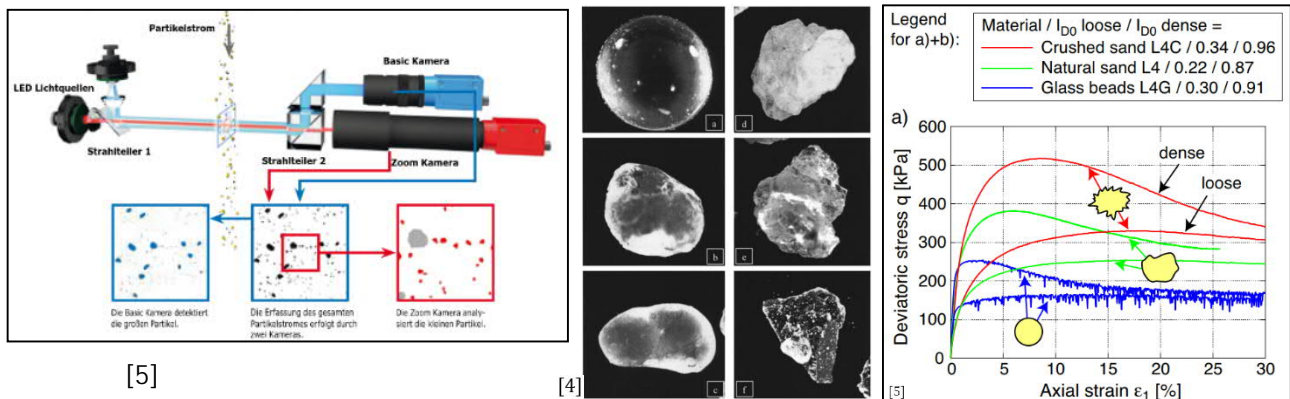 Partikelstrom
Basic Kamera
LED Lichtquellen
Strahlteiler 1
Strahlteiler 2
Zoom Kamera
Die Basic Kamera detektiert
die großen Partikel.
Die Erfassung des gesamten
Partikelstromes erfolgt durch
zwei Kameras.
Die Zoom Kamera analy-
siert die kleinen Partikel.
[5]
a
d
b
e
c
f
[4]
Legend
for a)+b):
Material / I_D0 loose / I_D0 dense =
Crushed sand L4C / 0.34 / 0.96
Natural sand L4 / 0.22 / 0.87
Glass beads L4G / 0.30 / 0.91
a)
600
500
400
300
200
100
0
Deviatoric stress q [kPa]
dense
loose
0 5 10 15 20 25 30
Axial strain ε1 [%]
[5]